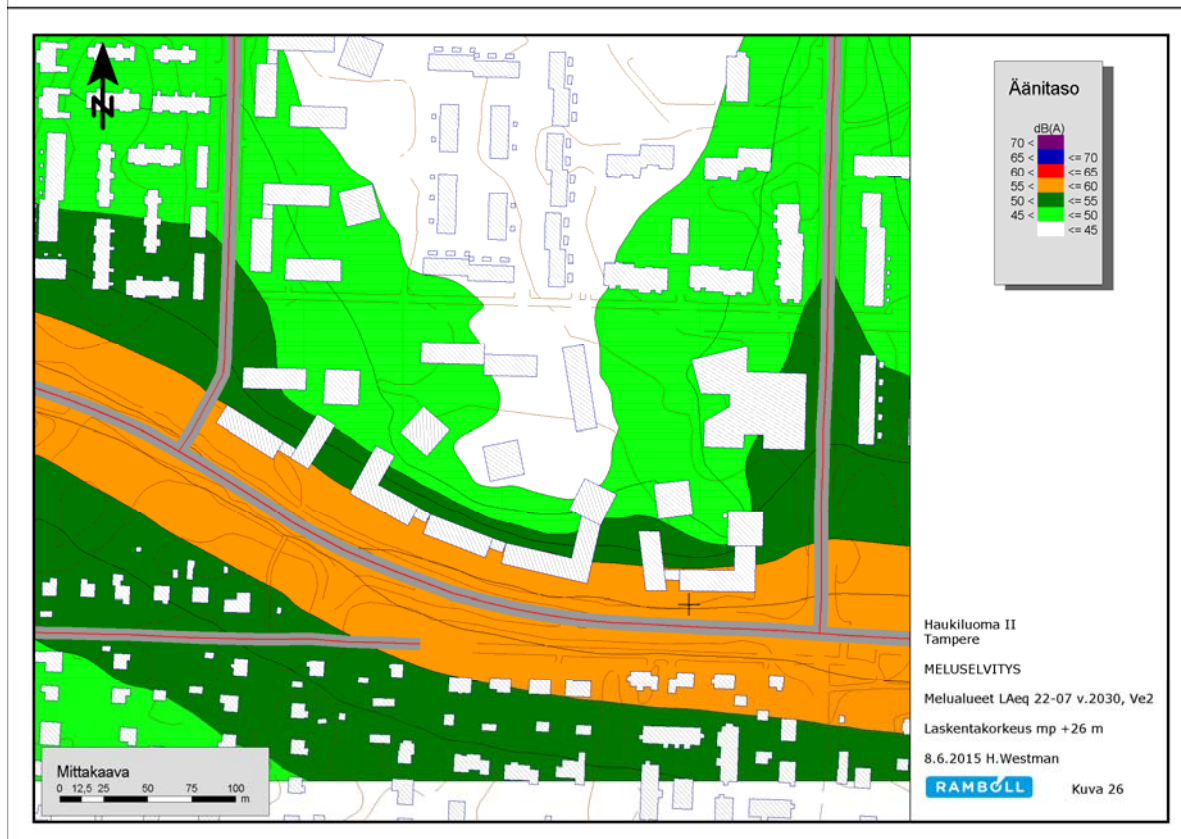 N
Äänitaso
dB(A)
70 <
65 < <= 70
60 < <= 65
55 < <= 60
50 < <= 55
45 < <= 50
<= 45
Haukiluoma II
Tampere
MELUSELVITYS
Melualueet LAeq 22-07 v.2030, Ve2
Laskentakorkeus mp +26 m
8.6.2015 H.Westman
RAMBOLL Kuva 26
Mittakaava
0 12,5 25 50 75 100
m